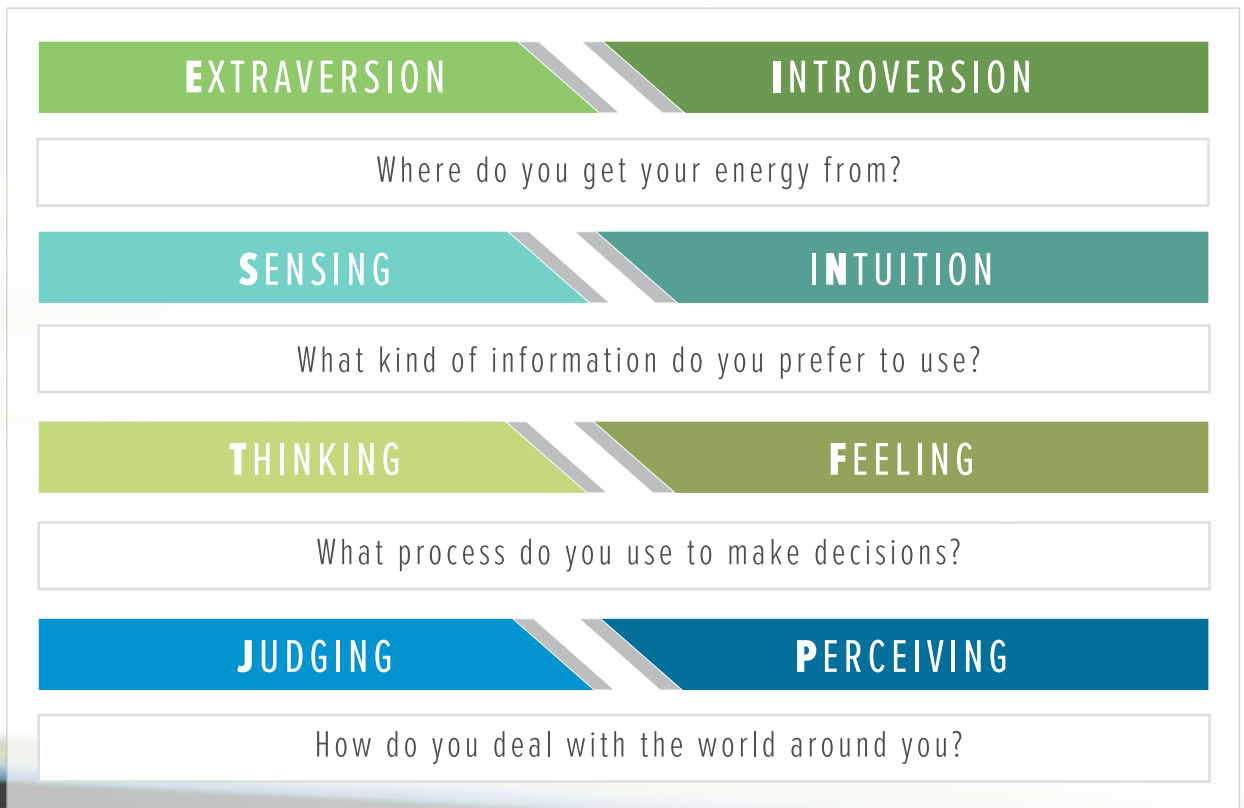 EXTRAVERSION INTROVERSION
Where do you get your energy from?
SENSING INTUITION
What kind of information do you prefer to use?
THINKING FEELING
What process do you use to make decisions?
JUDGING PERCEIVING
How do you deal with the world around you?